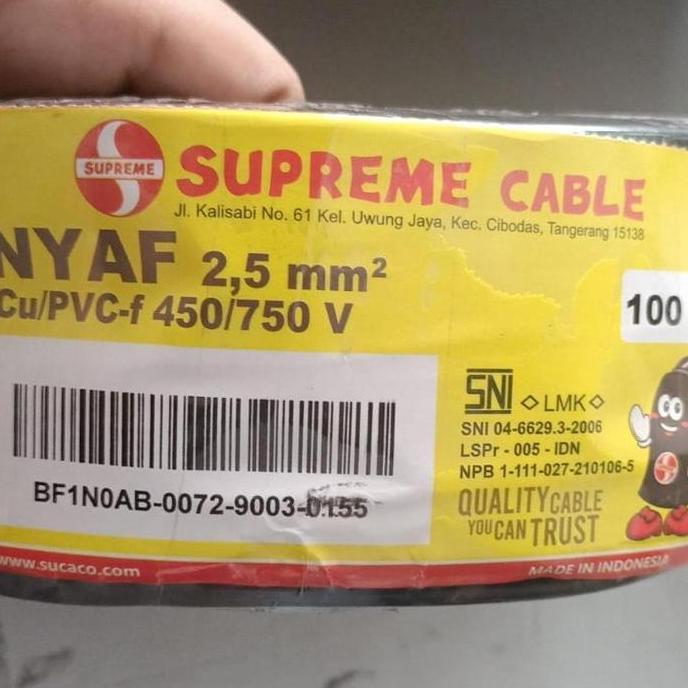 SUPREME
SUPREME CABLE
Jl. Kalisabi No. 61 Kel. Uwung Jaya, Kec. Cibodas, Tangerang 15138
NYAF 2,5 mm²
Cu/PVC-f 450/750 V
100
SNI ◇LMK◇
SNI 04-6629.3-2006
LSPr - 005 - IDN
NPB 1-111-027-210106-5
BF1N0AB-0072-9003-0155
QUALITY CABLE
YOU CAN TRUST
www.sucaco.com
MADE IN INDONESIA